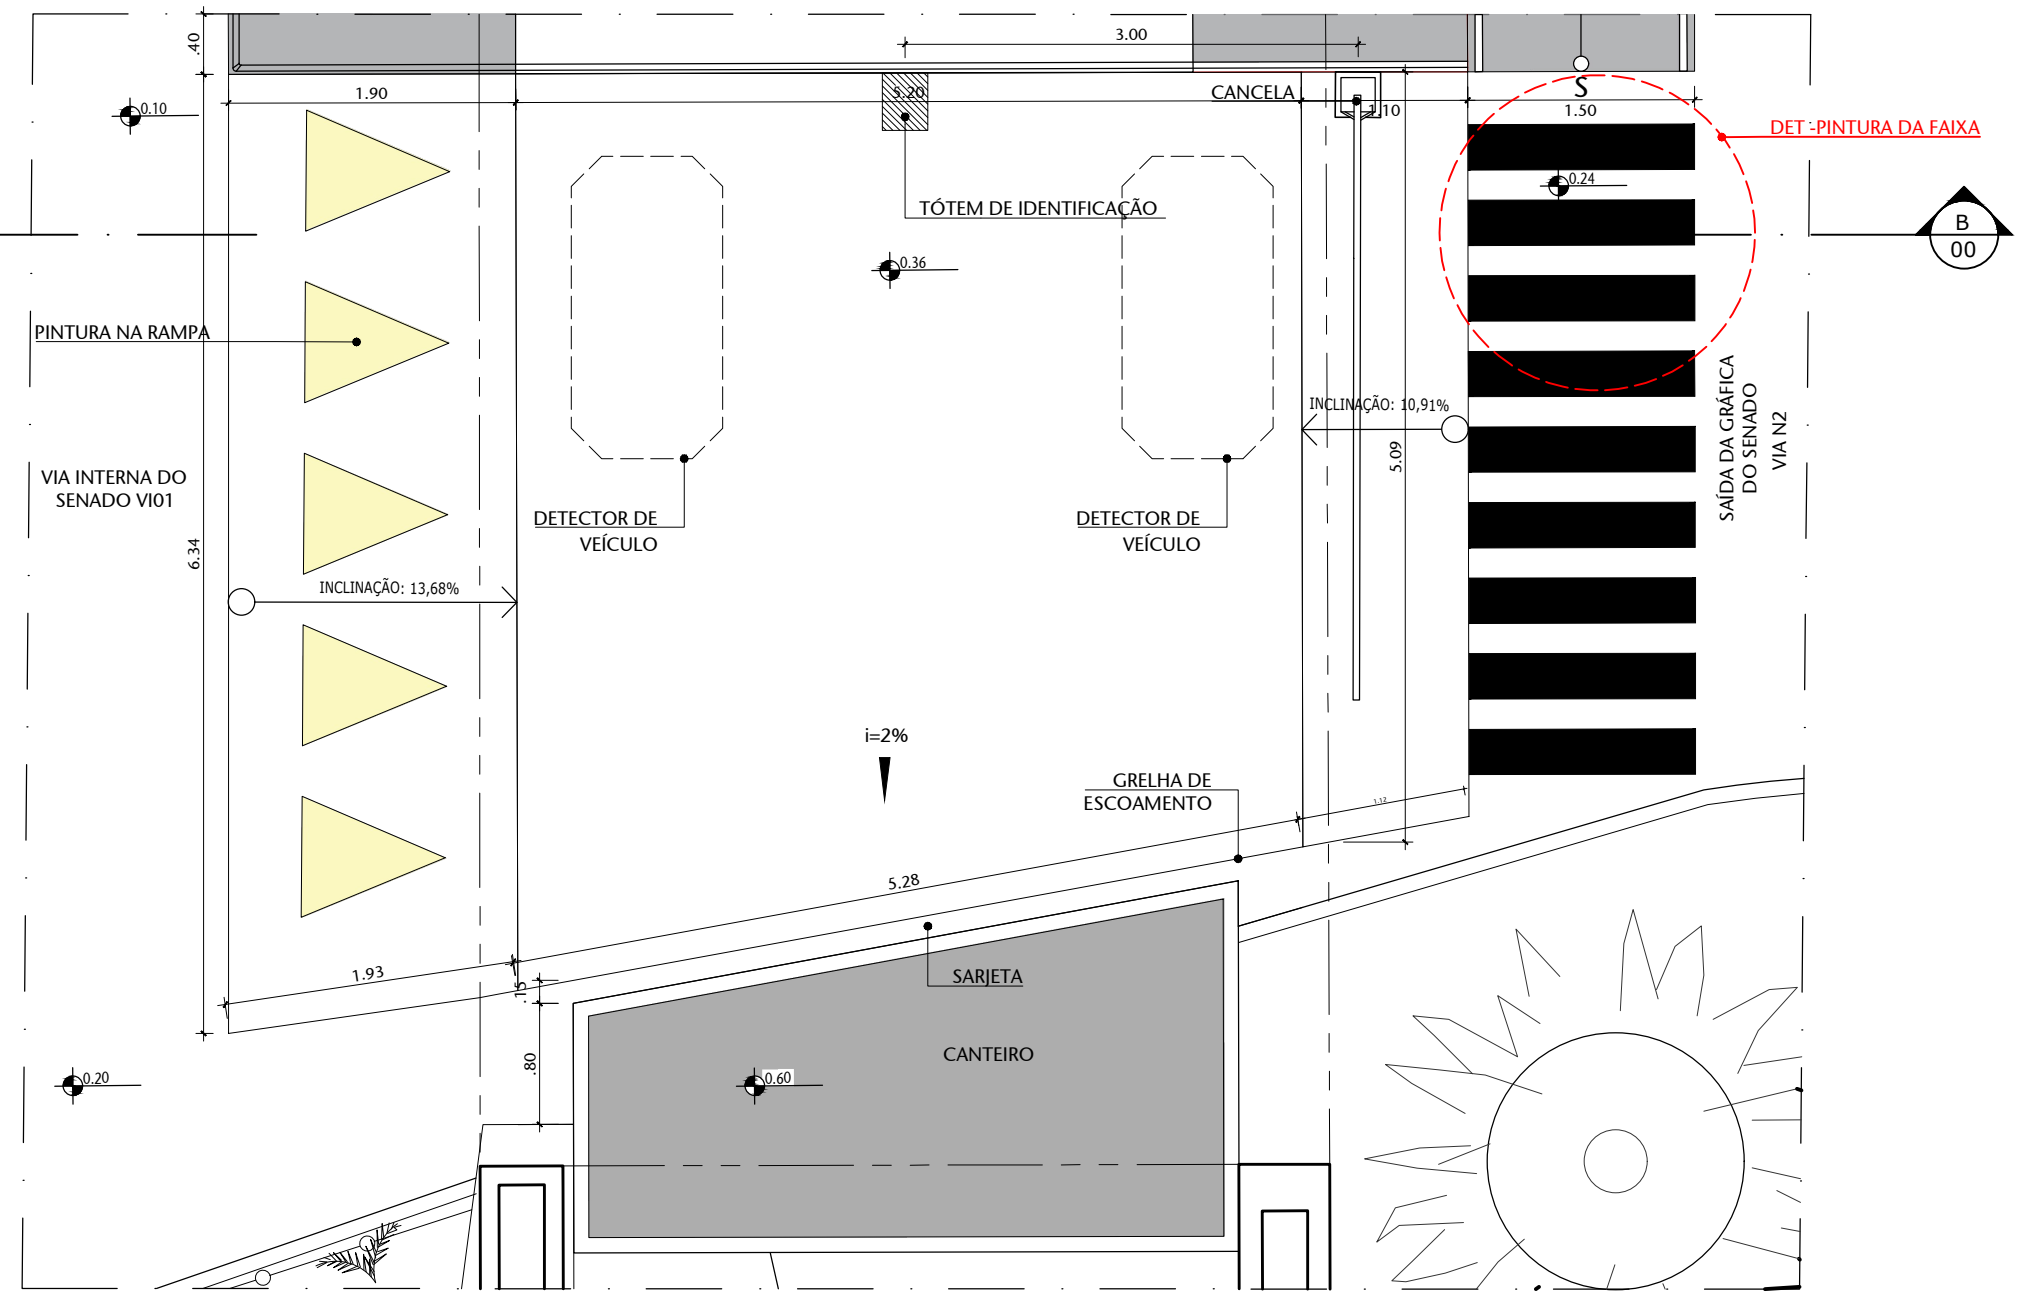 .40
3.00
1.90
5.20
CANCELA
1.10
S
1.50
0.10
DET -PINTURA DA FAIXA
0.24
TÓTEM DE IDENTIFICAÇÃO
B
00
0.36
PINTURA NA RAMPA
INCLINAÇÃO: 10,91%
5.09
SAÍDA DA GRÁFICA
DO SENADO
VIA N2
VIA INTERNA DO
SENADO VI01
DETECTOR DE
VEÍCULO
DETECTOR DE
VEÍCULO
6.34
INCLINAÇÃO: 13,68%
i=2%
GRELHA DE
ESCOAMENTO
1.12
5.28
1.93
.15
SARJETA
.80
CANTEIRO
0.20
0.60